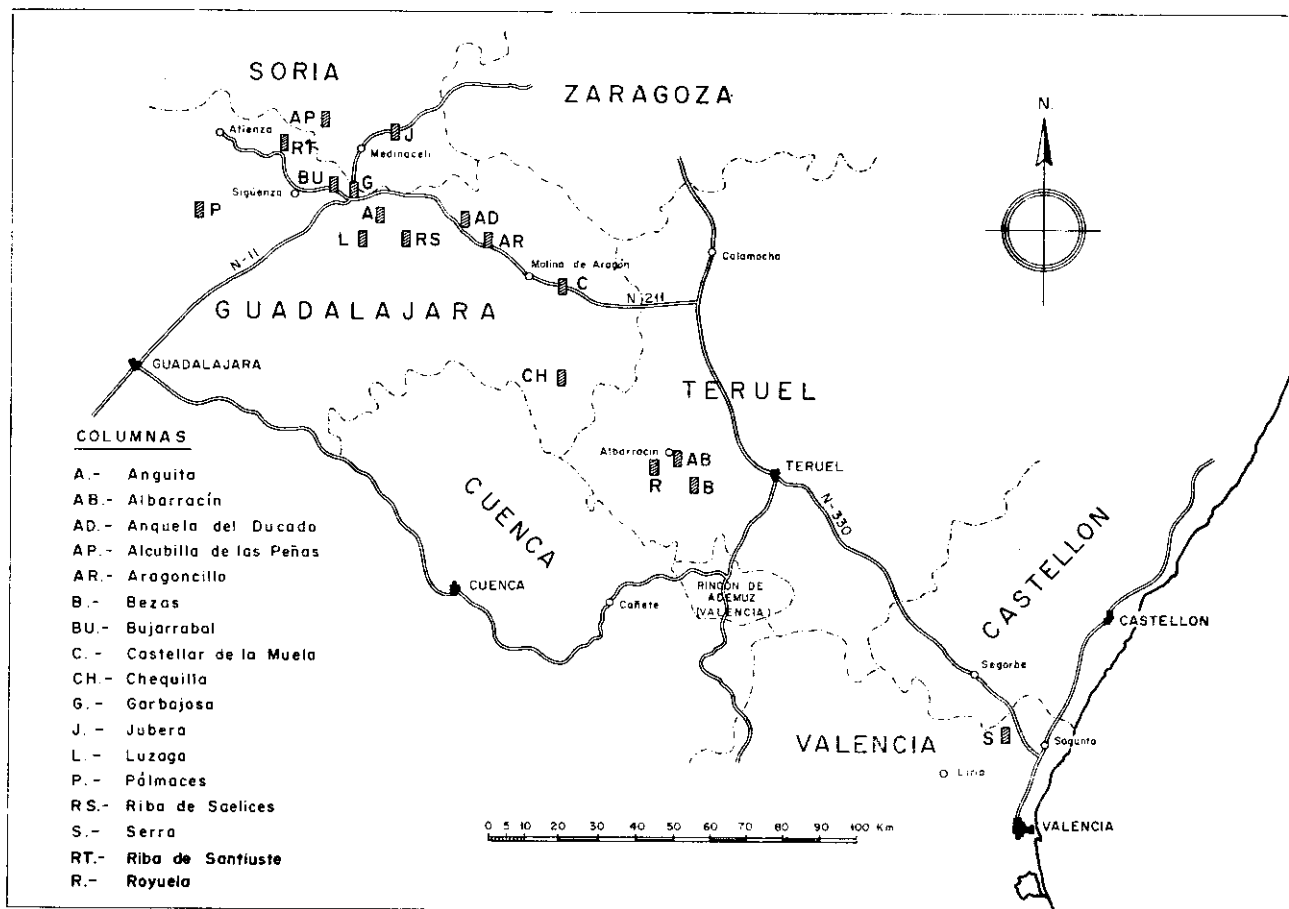 SORIA
ZARAGOZA
N.
AP
Atienza
J
RT
Medinaceli
BU
G
Sigüenza
P
A
AD
L
RS
AR
N-II
Molina de Aragón
Calamocha
C
N 211
GUADALAJARA
GUADALAJARA
CH
TERUEL
COLUMNAS
A.- Anguita
AB.- Albarracín
AD.- Anquela del Ducado
AP.- Alcubilla de las Peñas
AR.- Aragoncillo
B.- Bezas
BU.- Bujarrabal
C.- Castellar de la Muela
CH.- Chequilla
G.- Garbajosa
J.- Jubera
L.- Luzaga
P.- Pálmaces
RS.- Riba de Saelices
S.- Serra
RT.- Riba de Santiuste
R.- Royuela
Albarracín
AB
R
B
TERUEL
N-330
CUENCA
CUENCA
Cañete
RINCÓN DE
ADEMUZ
(VALENCIA)
CASTELLON
CASTELLON
Segorbe
S
VALENCIA
Sagunto
Liria
VALENCIA
0 5 10 20 30 40 50 60 70 80 90 100 Km